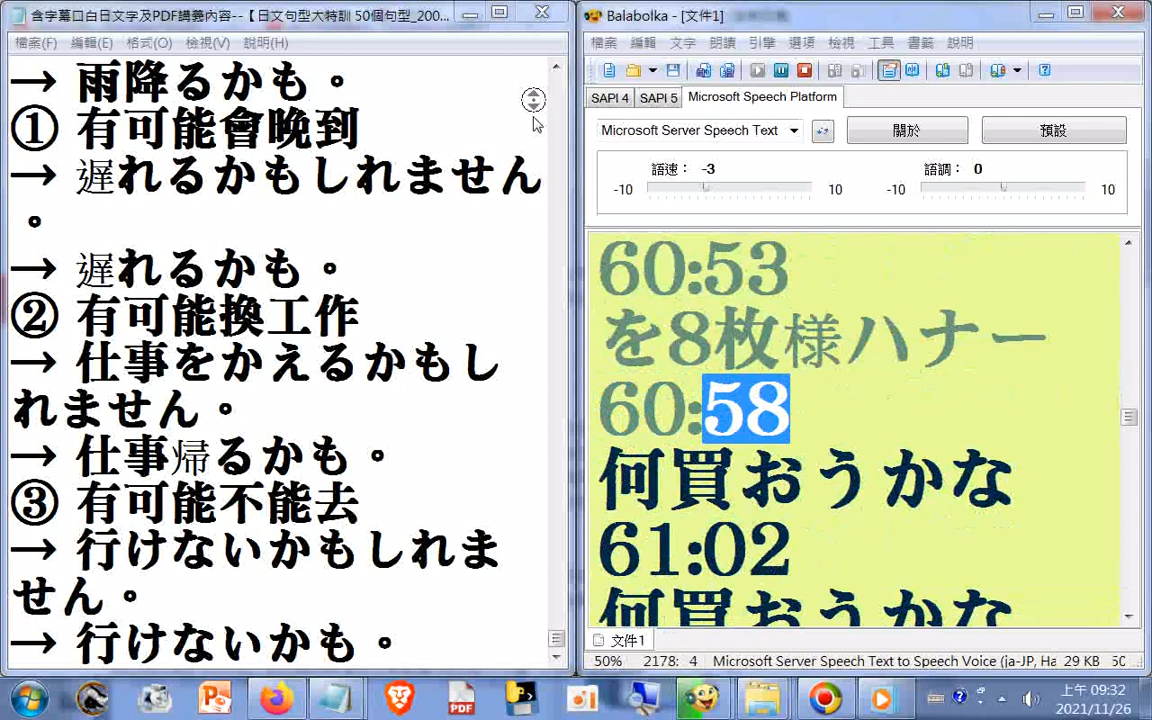 含字幕口白日文字及PDF講義內容--【日文句型大特訓 50個句型_200...
檔案(F) 編輯(E) 格式(O) 檢視(V) 說明(H)
→ 雨降るかも。
① 有可能會晚到
→ 遅れるかもしれません
。
→ 遅れるかも。
② 有可能換工作
→ 仕事をかえるかもし
れません。
→ 仕事帰るかも。
③ 有可能不能去
→ 行けないかもしれま
せん。
→ 行けないかも。
Balabolka - [文件1]
檔案 編輯 文字 朗讀 引擎 選項 檢視 工具 書籤 說明
SAPI 4 SAPI 5 Microsoft Speech Platform
Microsoft Server Speech Text 關於 預設
語速： -3 語調： 0
-10 10 -10 10
60:53
を8枚様ハナー
60:58
何買おうかな
61:02
何買おうかな
文件1
50% 2178: 4 Microsoft Server Speech Text to Speech Voice (ja-JP, Ha 29 KB 50
上午 09:32
2021/11/26